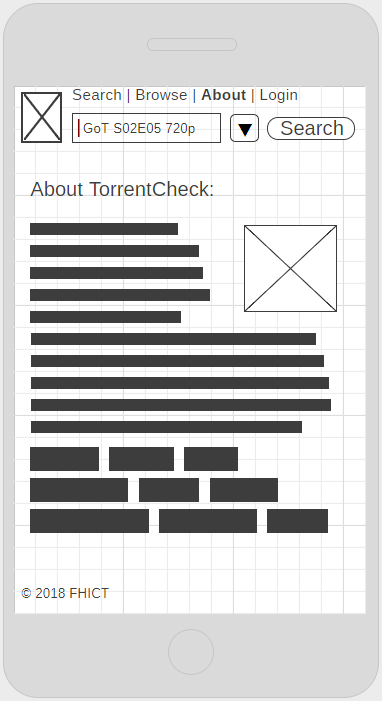 Search | Browse | About | Login
GoT S02E05 720p
Search
About TorrentCheck:
© 2018 FHICT